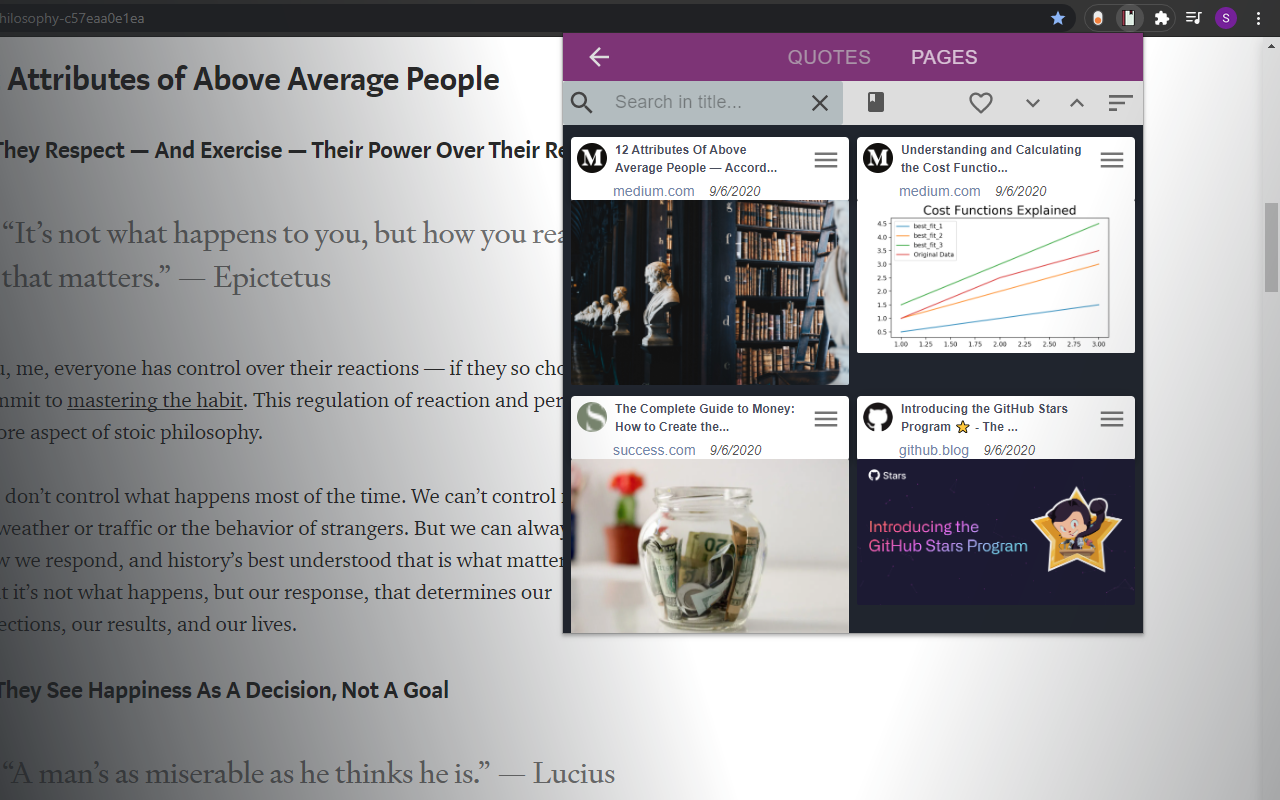 hilosophy-c57eaa0e1ea
S
Attributes of Above Average People
They Respect — And Exercise — Their Power Over Their
“It’s not what happens to you, but how you
that matters.” — Epictetus
me, everyone has control over their reactions — if they so
to mastering the habit. This regulation of reaction and
aspect of stoic philosophy.
don’t control what happens most of the time. We can’t control
weather or traffic or the behavior of strangers. But we can
we respond, and history’s best understood that is what
it’s not what happens, but our response, that determines our
our results, and our lives.
They See Happiness As A Decision, Not A Goal
“A man’s as miserable as he thinks he is.” — Lucius
QUOTES PAGES
Search in title...
M
12 Attributes Of Above
Average People — Accord...
medium.com 9/6/2020
g
f
e
d
M
Understanding and Calculating
the Cost Functio...
medium.com 9/6/2020
Cost Functions Explained
best_fit_1
best_fit_2
best_fit_3
Original Data
4.5
4.0
3.5
3.0
2.5
2.0
1.5
1.0
0.5
1.00 1.25 1.50 1.75 2.00 2.25 2.50 2.75 3.00
S
The Complete Guide to Money:
How to Create the...
success.com 9/6/2020
Introducing the GitHub Stars
Program ⭐ - The ...
github.blog 9/6/2020
Stars
Introducing the
GitHub Stars Program